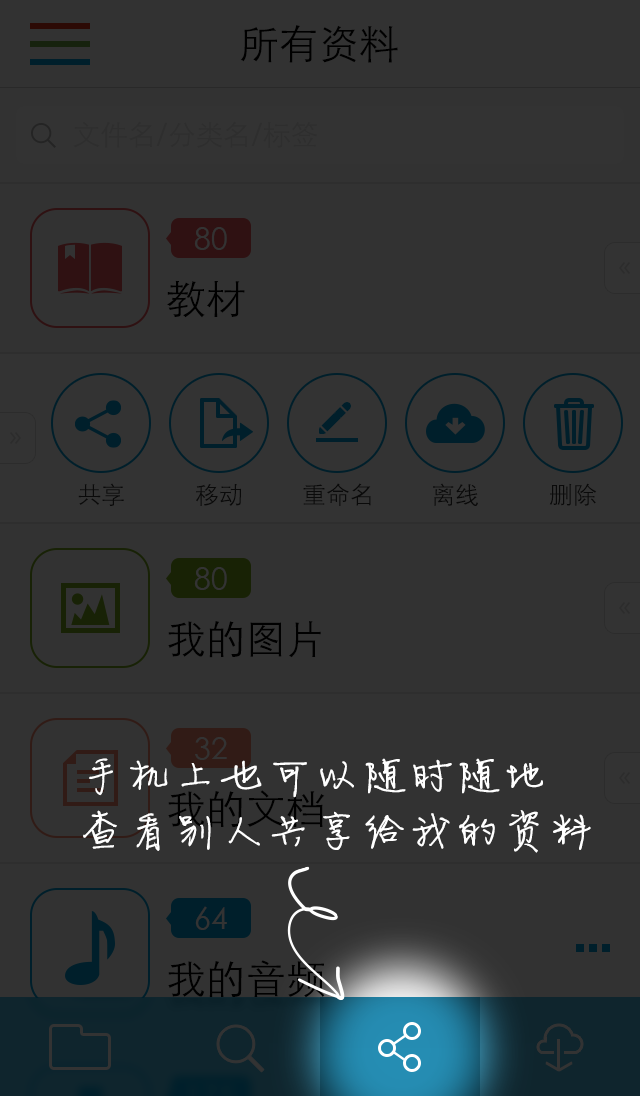 所有资料
文件名/分类名/标签
80
教材
共享 移动 重命名 离线 删除
80
我的图片
32
我的文档
手机上也可以随时随地
查看别人共享给我的资料
64
我的音频